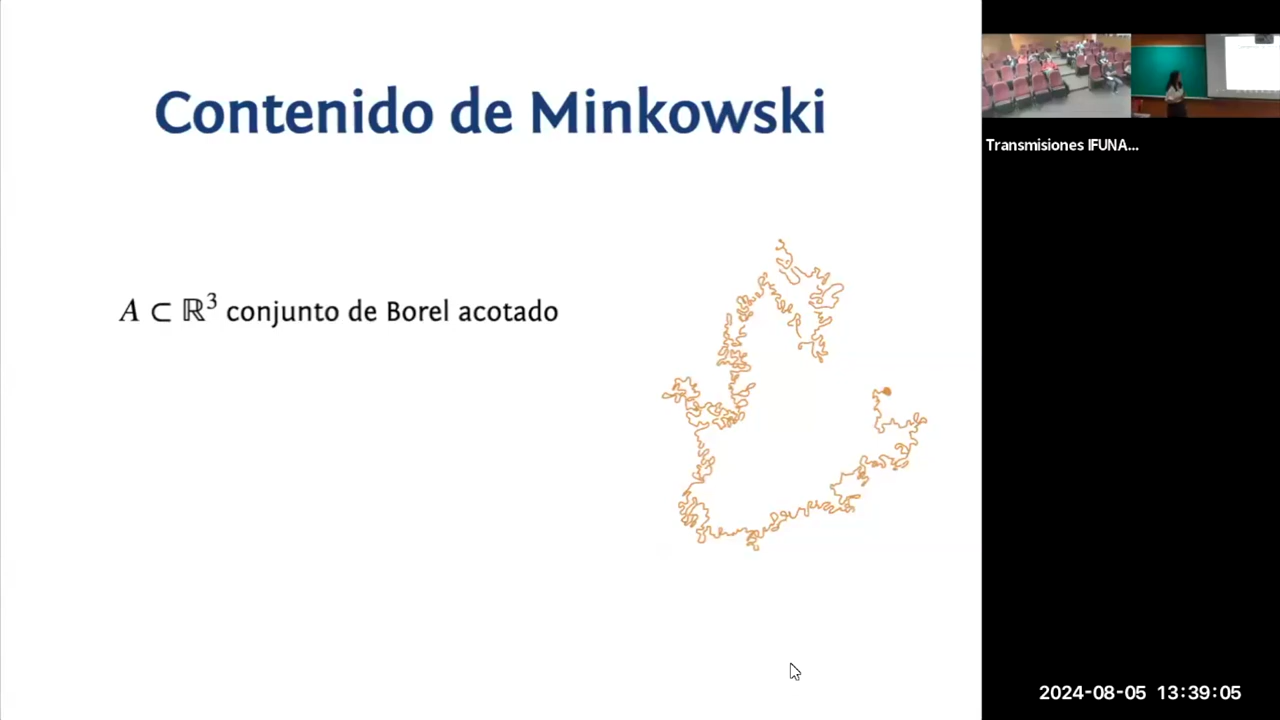 Contenido de Minkowski
A ⊂ ℝ³ conjunto de Borel acotado
Transmisiones IFUNA...
2024-08-05 13:39:05